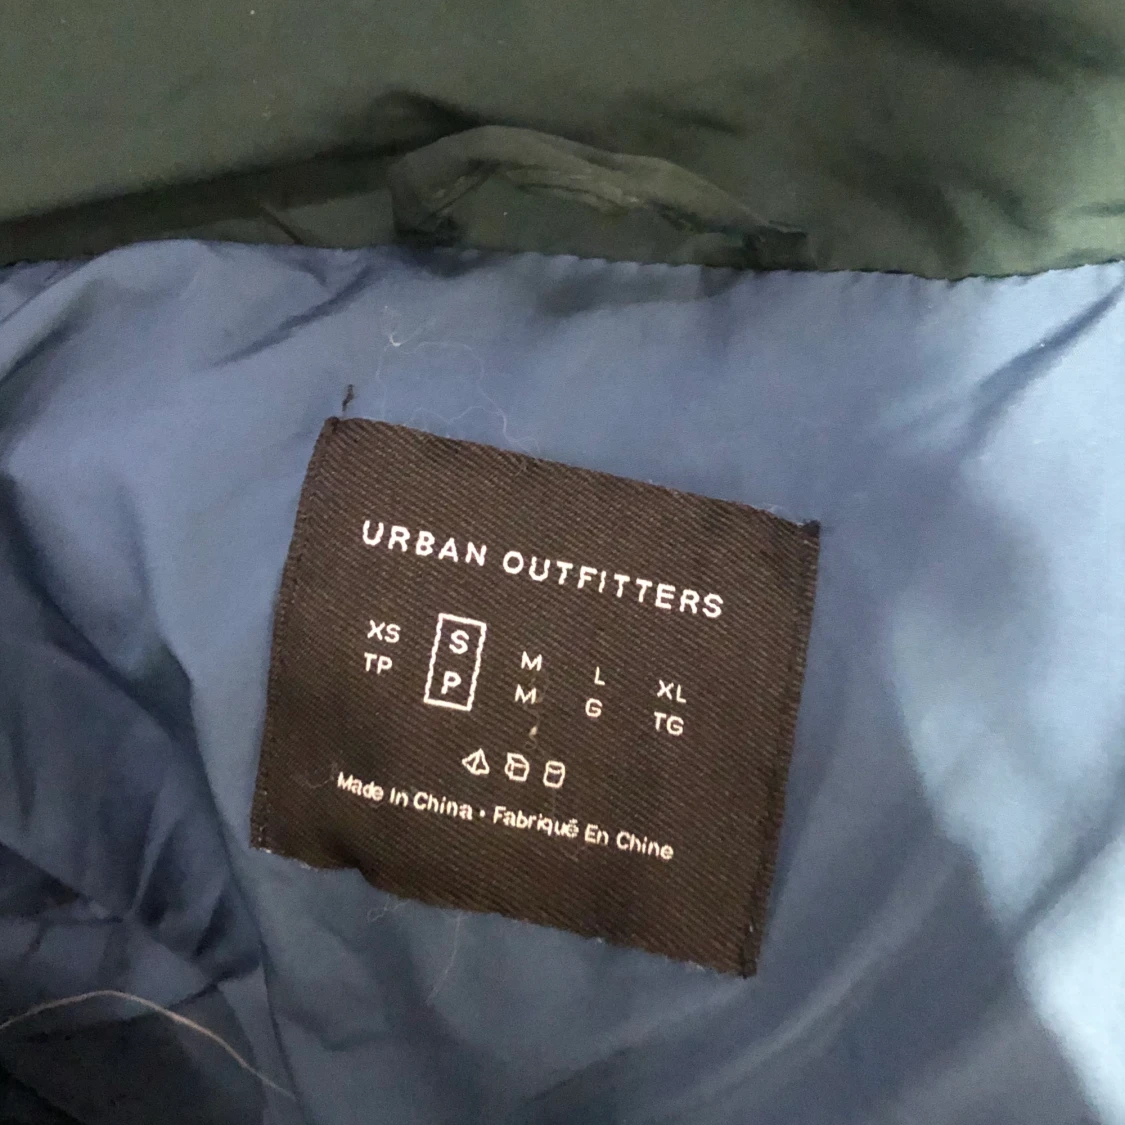 URBAN OUTFITTERS
XS S M L XL
TP P M G TG
Made In China • Fabriqué En Chine